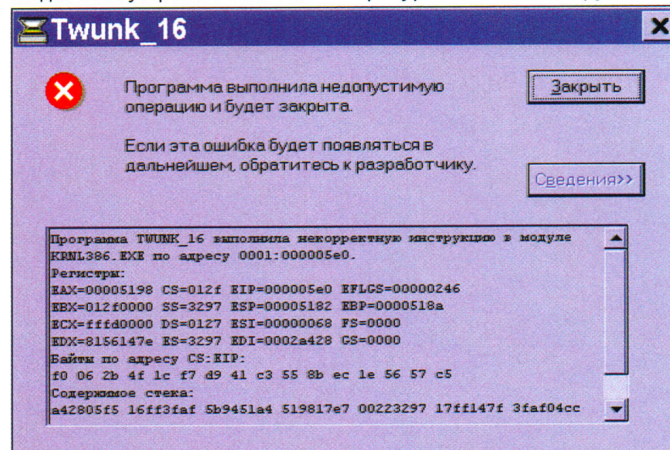 Twunk_16
Программа выполнила недопустимую
операцию и будет закрыта.
Если эта ошибка будет появляться в
дальнейшем, обратитесь к разработчику.
Закрыть
Сведения>>
Программа TWUNK_16 выполнила некорректную инструкцию в модуле
KRNL386.EXE по адресу 0001:000005e0.
Регистры:
EAX=00005198 CS=012f EIP=000005e0 EFLGS=00000246
EBX=012f0000 SS=3297 ESP=00005182 EBP=0000518a
ECX=fffd0000 DS=0127 ESI=00000068 FS=0000
EDX=8156147e ES=3297 EDI=0002a428 GS=0000
Байты по адресу CS:EIP:
f0 06 2b 4f 1c f7 d9 41 c3 55 8b ec 1e 56 57 c5
Содержимое стека:
a42805f5 16ff3faf 5b9451a4 519817e7 00223297 17ff147f 3faf04cc